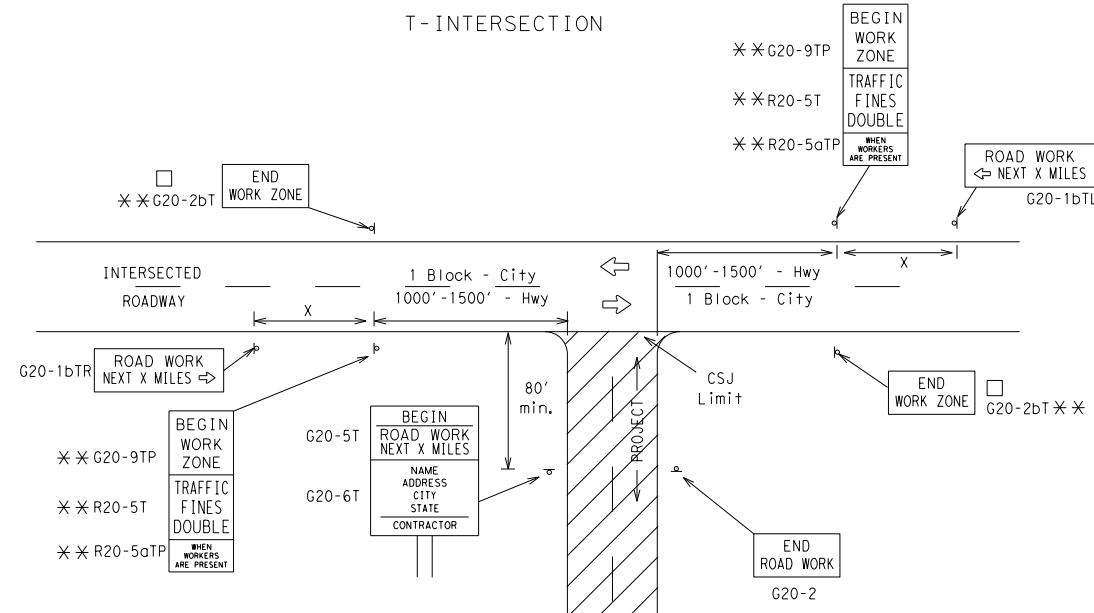 T-INTERSECTION
BEGIN
WORK
ZONE
TRAFFIC
FINES
DOUBLE
WHEN
WORKERS
ARE PRESENT
**G20-9TP
**R20-5T
**R20-5aTP
ROAD WORK
⇦ NEXT X MILES
G20-1bTL
END
WORK ZONE
□
**G20-2bT
INTERSECTED
ROADWAY
1 Block - City
1000'-1500' - Hwy
X
1000'-1500' - Hwy
1 Block - City
X
G20-1bTR
ROAD WORK
NEXT X MILES ⇨
80'
min.
CSJ
Limit
PROJECT
END
WORK ZONE
□
G20-2bT **
BEGIN
WORK
ZONE
TRAFFIC
FINES
DOUBLE
WHEN
WORKERS
ARE PRESENT
**G20-9TP
**R20-5T
**R20-5aTP
G20-5T
BEGIN
ROAD WORK
NEXT X MILES
G20-6T
NAME
ADDRESS
CITY
STATE
CONTRACTOR
END
ROAD WORK
G20-2